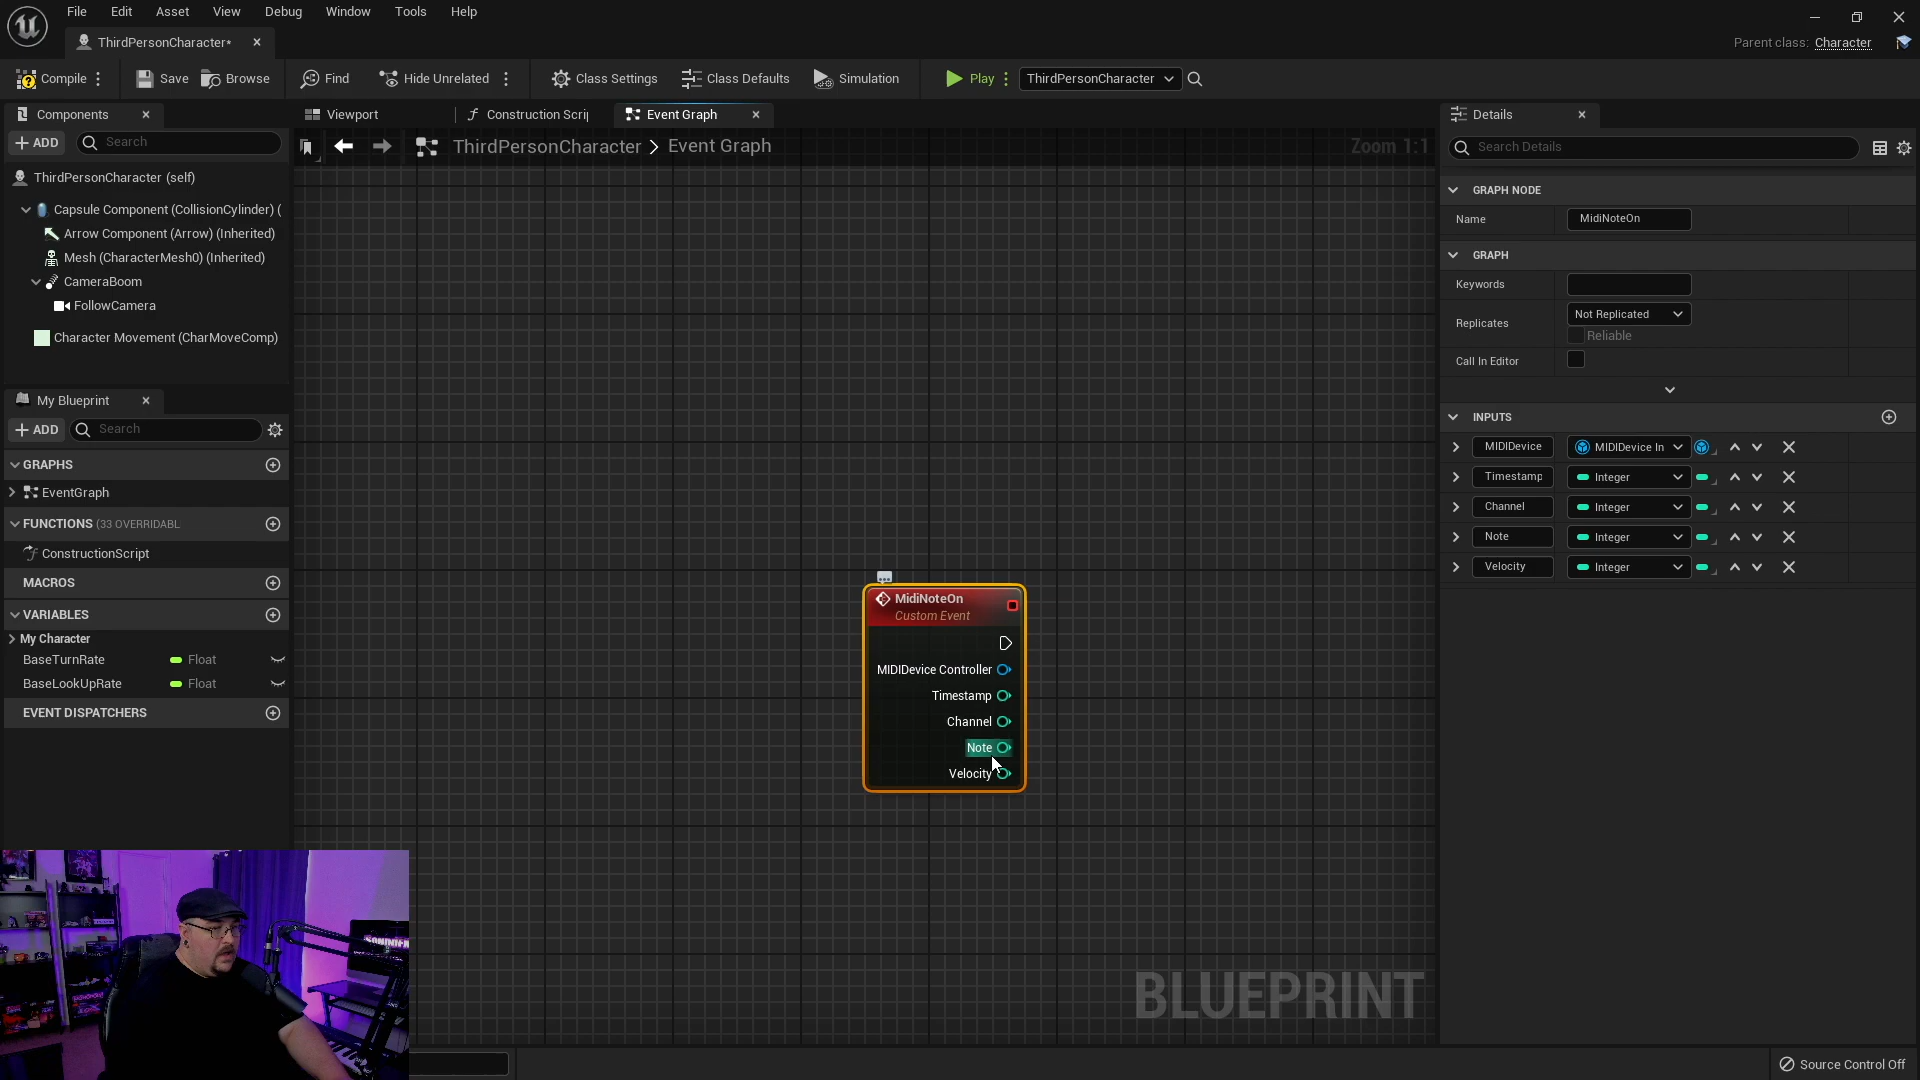 File Edit Asset View Debug Window Tools Help
ThirdPersonCharacter*
Parent class: Character
Compile Save Browse Find Hide Unrelated Class Settings Class Defaults Simulation Play ThirdPersonCharacter
Components
ADD Search
ThirdPersonCharacter (self)
Capsule Component (CollisionCylinder) (
Arrow Component (Arrow) (Inherited)
Mesh (CharacterMesh0) (Inherited)
CameraBoom
FollowCamera
Character Movement (CharMoveComp)
My Blueprint
ADD Search
GRAPHS
EventGraph
FUNCTIONS (33 OVERRIDABL
ConstructionScript
MACROS
VARIABLES
My Character
BaseTurnRate Float
BaseLookUpRate Float
EVENT DISPATCHERS
Viewport Construction Scrip Event Graph
ThirdPersonCharacter > Event Graph
Zoom 1:1
MidiNoteOn
Custom Event
MIDIDevice Controller
Timestamp
Channel
Note
Velocity
BLUEPRINT
Details
Search Details
GRAPH NODE
Name MidiNoteOn
GRAPH
Keywords
Replicates Not Replicated
Reliable
Call In Editor
INPUTS
MIDIDevice MIDIDevice In
Timestamp Integer
Channel Integer
Note Integer
Velocity Integer
Source Control Off